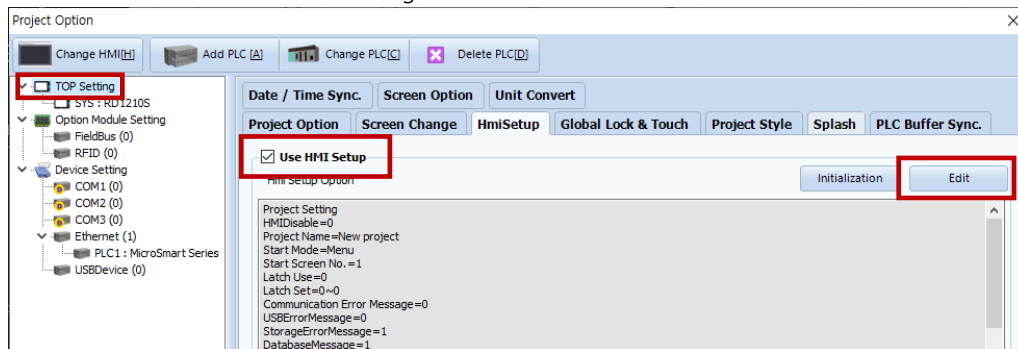 Project Option
Change HMI[H] Add PLC [A] Change PLC[C] Delete PLC[D]
TOP Setting
SYS : RD1210S
Option Module Setting
FieldBus (0)
RFID (0)
Device Setting
COM1 (0)
COM2 (0)
COM3 (0)
Ethernet (1)
PLC1 : MicroSmart Series
USBDevice (0)
Date / Time Sync. Screen Option Unit Convert
Project Option Screen Change HmiSetup Global Lock & Touch Project Style Splash PLC Buffer Sync.
Use HMI Setup
Hmi Setup Option
Initialization Edit
Project Setting
HMIDisable=0
Project Name=New project
Start Mode=Menu
Start Screen No.=1
Latch Use=0
Latch Set=0~0
Communication Error Message=0
USBErrorMessage=0
StorageErrorMessage=1
DatabaseMessage=1